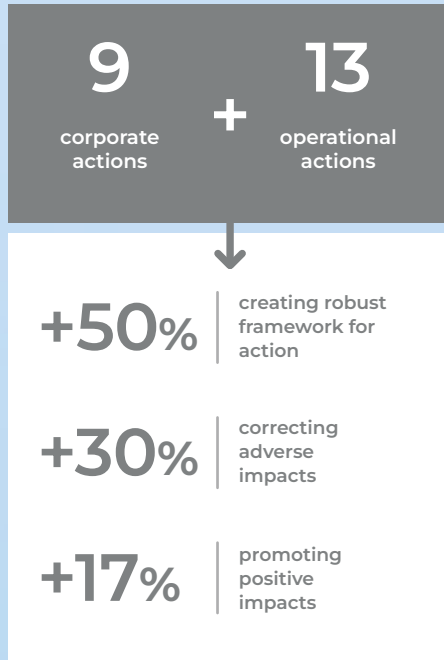 9
corporate
actions
+
13
operational
actions
+50%
creating robust
framework for
action
+30%
correcting
adverse
impacts
+17%
promoting
positive
impacts